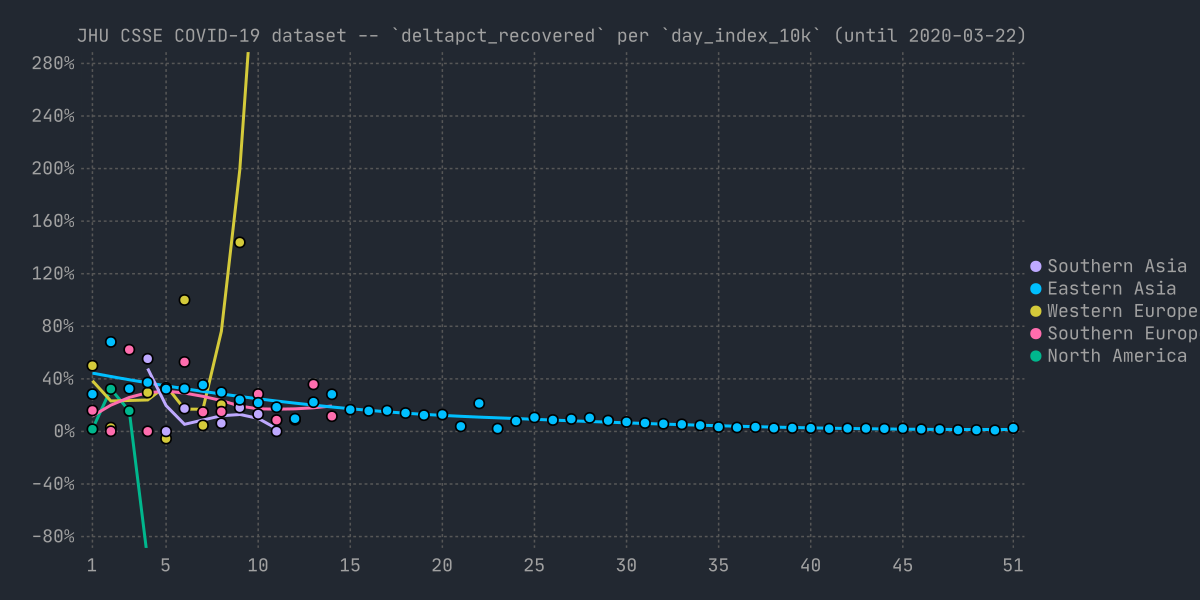 JHU CSSE COVID-19 dataset -- `deltapct_recovered` per `day_index_10k` (until 2020-03-22)
280%
240%
200%
160%
120%
80%
40%
0%
-40%
-80%
1 5 10 15 20 25 30 35 40 45 51
Southern Asia
Eastern Asia
Western Europe
Southern Europ
North America